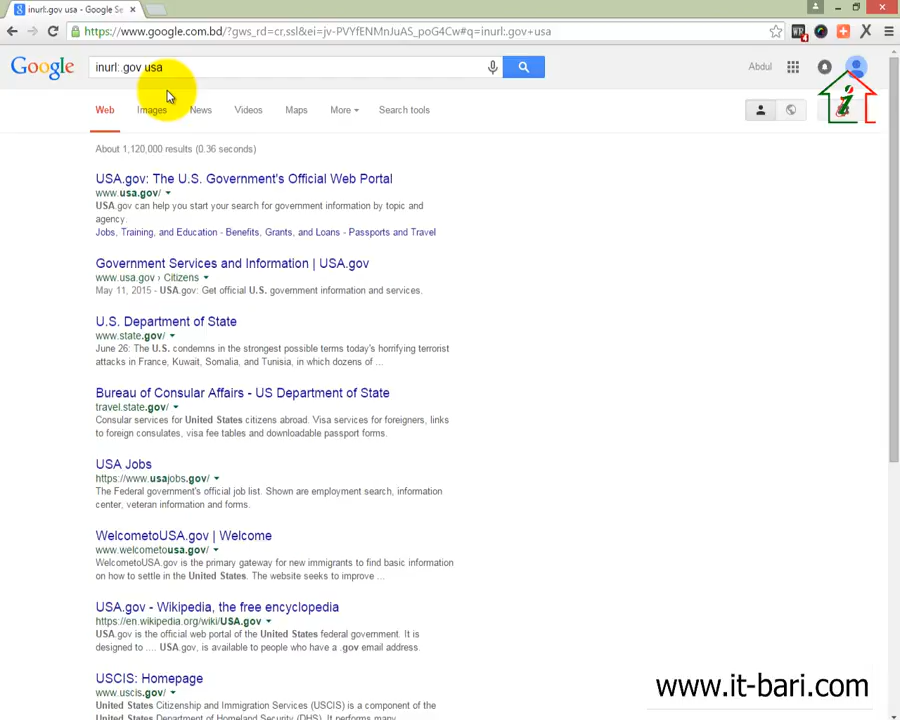 inurl:.gov usa - Google Se
https://www.google.com.bd/?gws_rd=cr,ssl&ei=jv-PVYfENMnJuAS_poG4Cw#q=inurl:.gov+usa
Google
inurl:.gov usa
Abdul
Web Images News Videos Maps More Search tools
About 1,120,000 results (0.36 seconds)
USA.gov: The U.S. Government's Official Web Portal
www.usa.gov/
USA.gov can help you start your search for government information by topic and
agency.
Jobs, Training, and Education - Benefits, Grants, and Loans - Passports and Travel
Government Services and Information | USA.gov
www.usa.gov › Citizens
May 11, 2015 - USA.gov: Get official U.S. government information and services.
U.S. Department of State
www.state.gov/
June 26: The U.S. condemns in the strongest possible terms today's horrifying terrorist
attacks in France, Kuwait, Somalia, and Tunisia, in which dozens of ...
Bureau of Consular Affairs - US Department of State
travel.state.gov/
Consular services for United States citizens abroad. Visa services for foreigners, links
to foreign consulates, visa fee tables and downloadable passport forms.
USA Jobs
https://www.usajobs.gov/
The Federal government's official job list. Shown are employment search, information
center, veteran information and forms.
WelcometoUSA.gov | Welcome
www.welcometousa.gov/
WelcometoUSA.gov is the primary gateway for new immigrants to find basic information
on how to settle in the United States. The website seeks to improve ...
USA.gov - Wikipedia, the free encyclopedia
https://en.wikipedia.org/wiki/USA.gov
USA.gov is the official web portal of the United States federal government. It is
designed to .... USA.gov, is available to people who have a .gov email address.
USCIS: Homepage
www.uscis.gov/
United States Citizenship and Immigration Services (USCIS) is a component of the
United States Department of Homeland Security (DHS). It performs many
www.it-bari.com